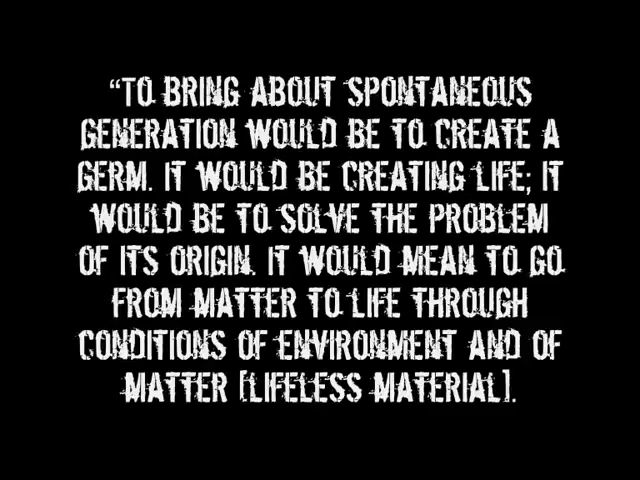 “TO BRING ABOUT SPONTANEOUS
GENERATION WOULD BE TO CREATE A
GERM. IT WOULD BE CREATING LIFE; IT
WOULD BE TO SOLVE THE PROBLEM
OF ITS ORIGIN. IT WOULD MEAN TO GO
FROM MATTER TO LIFE THROUGH
CONDITIONS OF ENVIRONMENT AND OF
MATTER [LIFELESS MATERIAL].